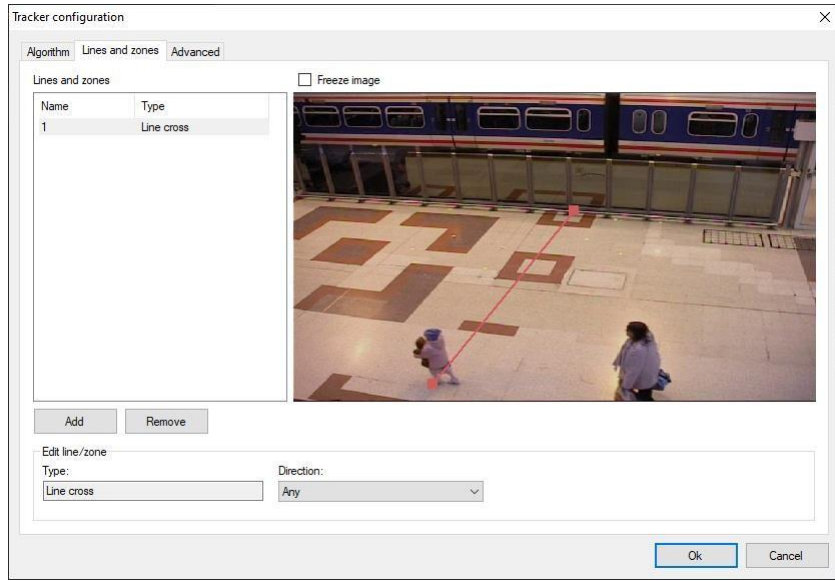 Tracker configuration
Algorithm
Lines and zones
Advanced
Lines and zones
Freeze image
Name
Type
1
Line cross
Add
Remove
Edit line/zone
Type:
Direction:
Line cross
Any
Ok
Cancel